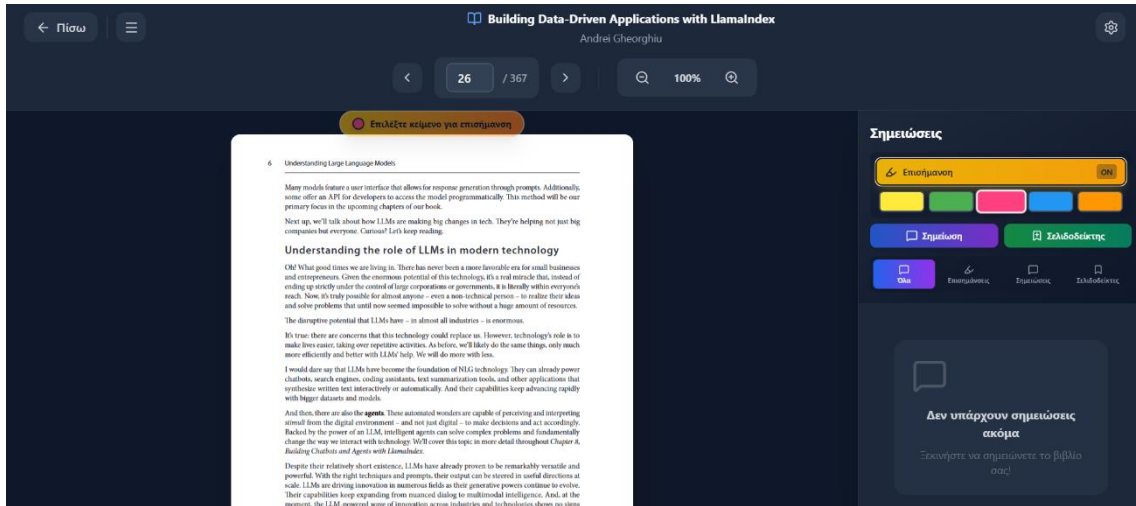 ← Πίσω
Building Data-Driven Applications with LlamaIndex
Andrei Gheorghiu
26 / 367
100%
Επιλέξτε κείμενο για επισήμανση
6 Understanding Large Language Models
Many models feature a user interface that allows for response generation through prompts. Additionally,
some offer an API for developers to access the model programmatically. This method will be our
primary focus in the upcoming chapters of our book.
Next up, we'll talk about how LLMs are making big changes in tech. They're helping not just big
companies but everyone. Curious? Let's keep reading.
Understanding the role of LLMs in modern technology
Oh! What good times we are living in. There has never been a more favorable era for small businesses
and entrepreneurs. Given the enormous potential of this technology, it's a real miracle that, instead of
ending up strictly under the control of large corporations or governments, it is literally within everyone's
reach. Now, it's truly possible for almost anyone – even a non-technical person – to realize their ideas
and solve problems that until now seemed impossible to solve without a huge amount of resources.
The disruptive potential that LLMs have – in almost all industries – is enormous.
It's true: there are concerns that this technology could replace us. However, technology's role is to
make lives easier, taking over repetitive activities. As before, we'll likely do the same things, only much
more efficiently and better with LLMs' help. We will do more with less.
I would dare say that LLMs have become the foundation of NLG technology. They can already power
chatbots, search engines, coding assistants, text summarization tools, and other applications that
synthesize written text interactively or automatically. And their capabilities keep advancing rapidly
with bigger datasets and models.
And then, there are also the agents. These automated wonders are capable of perceiving and interpreting
stimuli from the digital environment – and not just digital – to make decisions and act accordingly.
Backed by the power of an LLM, intelligent agents can solve complex problems and fundamentally
change the way we interact with technology. We'll cover this topic in more detail throughout Chapter 8,
Building Chatbots and Agents with LlamaIndex.
Despite their relatively short existence, LLMs have already proven to be remarkably versatile and
powerful. With the right techniques and prompts, their output can be steered in useful directions at
scale. LLMs are driving innovation in numerous fields as their generative powers continue to evolve.
Their capabilities keep expanding from nuanced dialog to multimodal intelligence. And, at the
moment, the LLM-powered wave of innovation across industries and technologies shows no signs
Σημειώσεις
Επισήμανση ON
Σημείωση Σελιδοδείκτης
Όλα Επισημάνσεις Σημειώσεις Σελιδοδείκτες
Δεν υπάρχουν σημειώσεις
ακόμα
Ξεκινήστε να σημειώνετε το βιβλίο
σας!